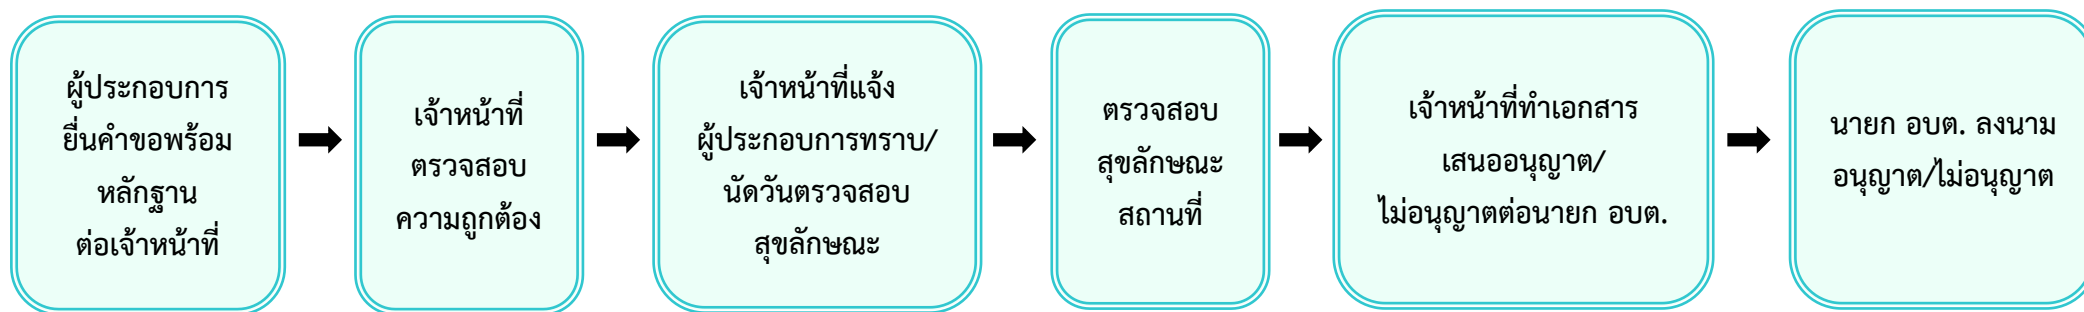 ผู้ประกอบการ
ยื่นคำขอพร้อม
หลักฐาน
ต่อเจ้าหน้าที่
เจ้าหน้าที่
ตรวจสอบ
ความถูกต้อง
เจ้าหน้าที่แจ้ง
ผู้ประกอบการทราบ/
นัดวันตรวจสอบ
สุขลักษณะ
ตรวจสอบ
สุขลักษณะ
สถานที่
เจ้าหน้าที่ทำเอกสาร
เสนออนุญาต/
ไม่อนุญาตต่อนายก อบต.
นายก อบต. ลงนาม
อนุญาต/ไม่อนุญาต